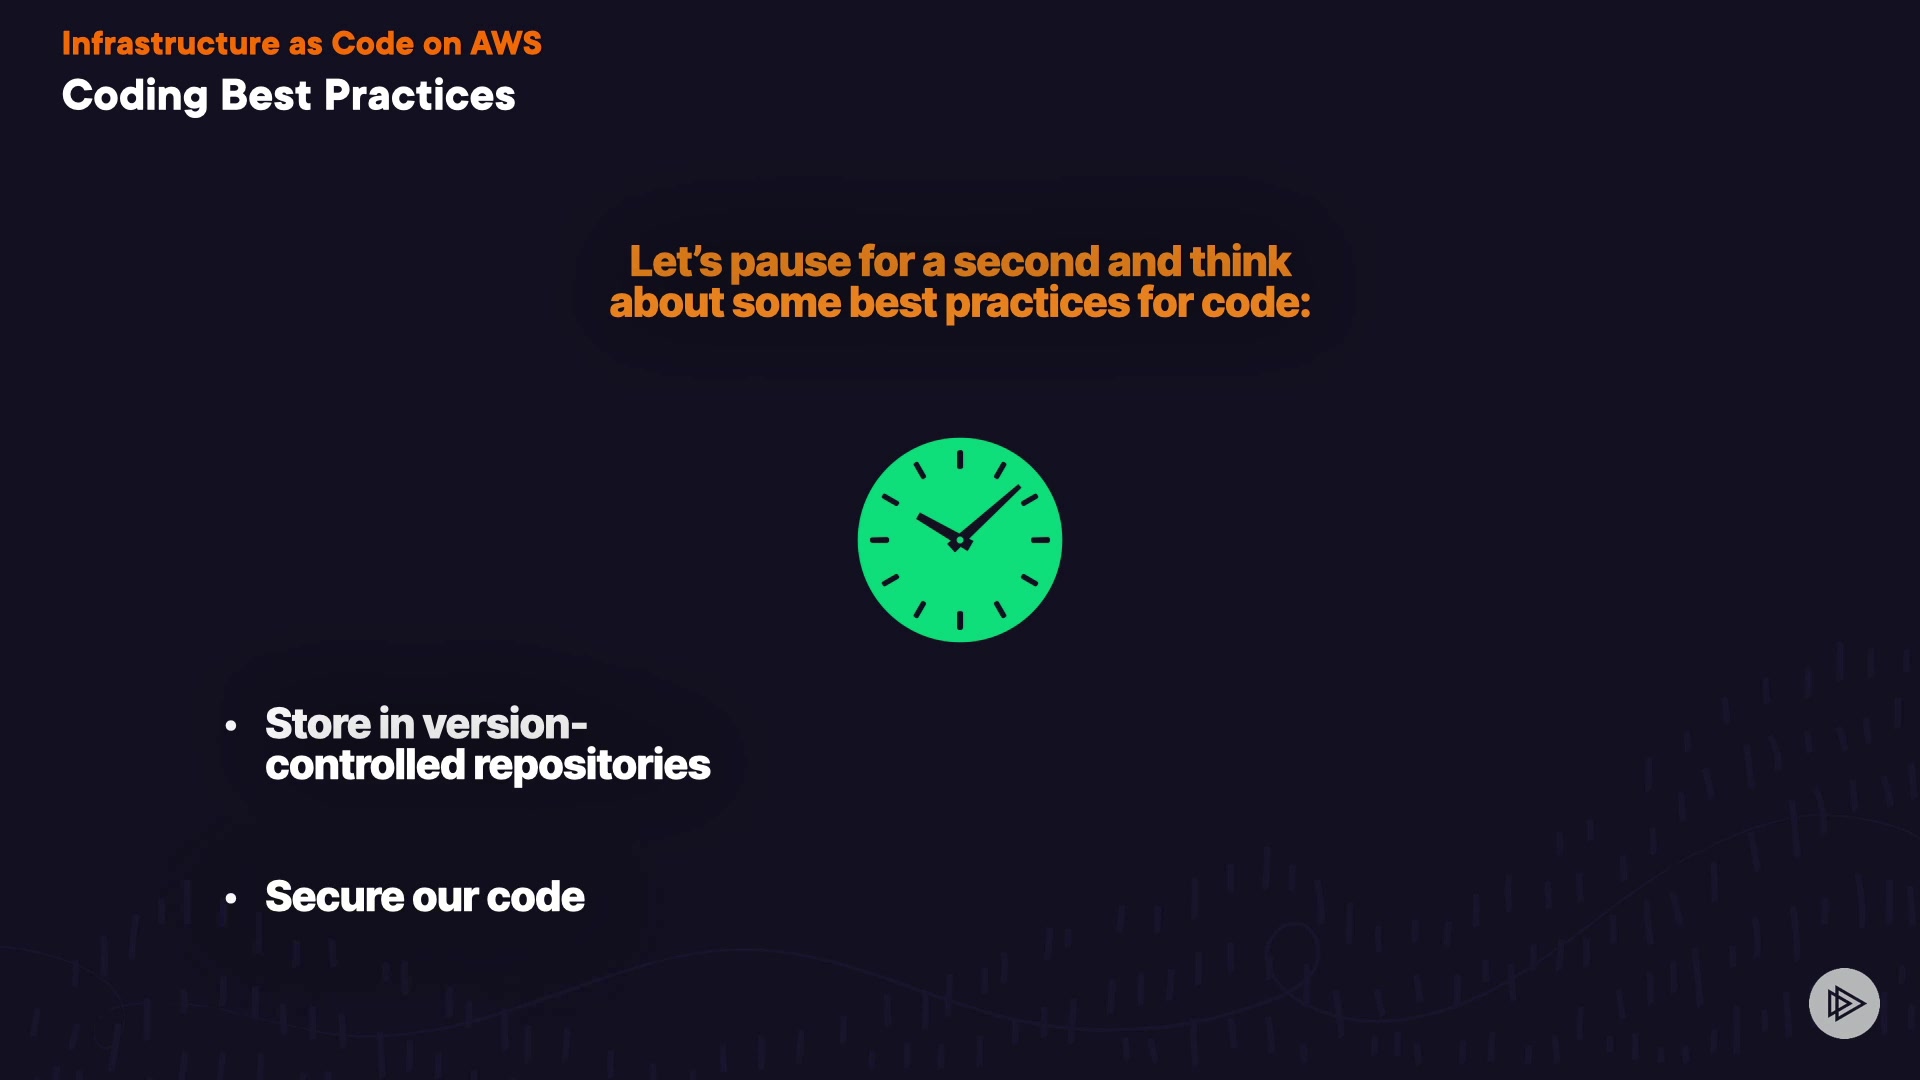 Infrastructure as Code on AWS
Coding Best Practices
Let’s pause for a second and think
about some best practices for code:
• Store in version-
controlled repositories
• Secure our code